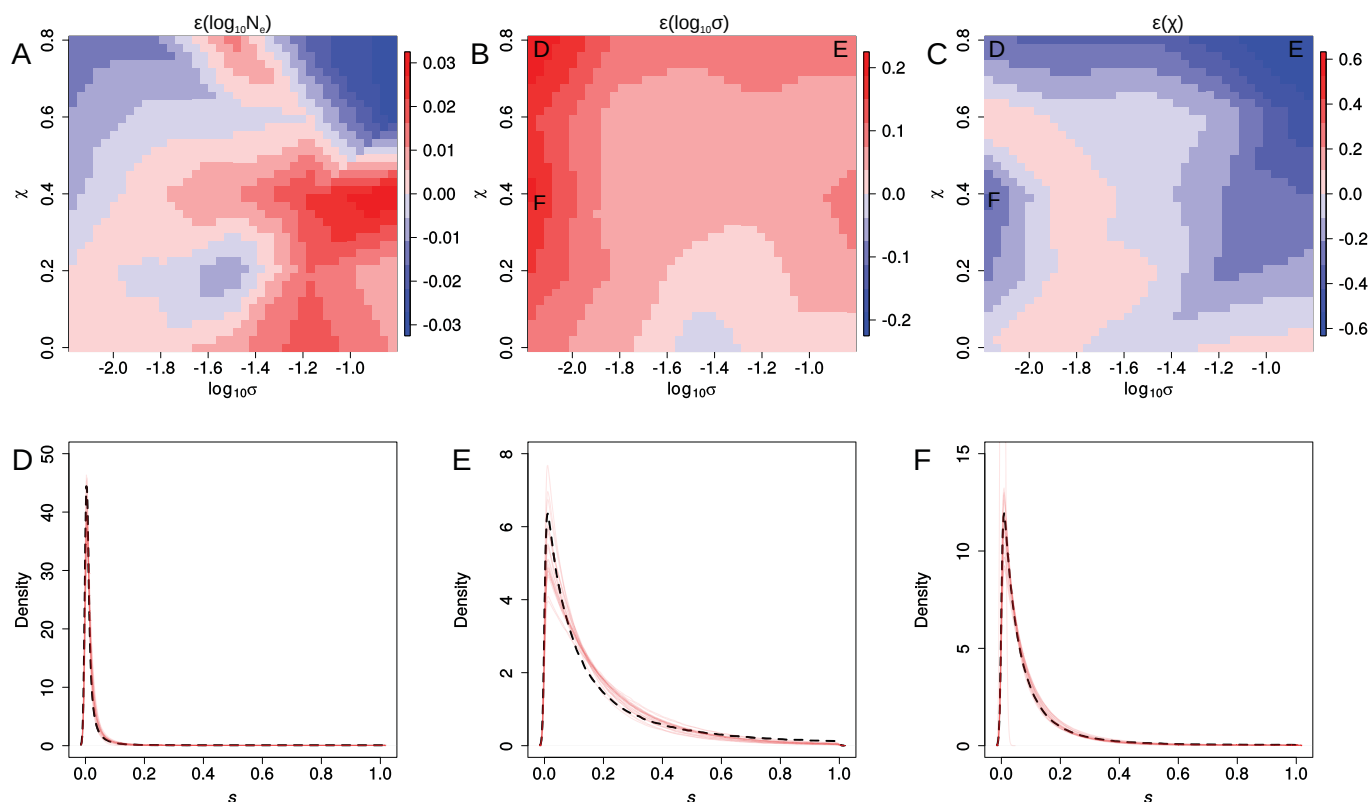 ε(log₁₀Nₑ)
A
0.8
0.6
0.4
0.2
0.0
χ
-2.0 -1.8 -1.6 -1.4 -1.2 -1.0
log₁₀σ
0.03
0.02
0.01
0.00
-0.01
-0.02
-0.03
ε(log₁₀σ)
B
D E
F
0.8
0.6
0.4
0.2
0.0
χ
-2.0 -1.8 -1.6 -1.4 -1.2 -1.0
log₁₀σ
0.2
0.1
0.0
-0.1
-0.2
ε(χ)
C
D E
F
0.8
0.6
0.4
0.2
0.0
χ
-2.0 -1.8 -1.6 -1.4 -1.2 -1.0
log₁₀σ
0.6
0.4
0.2
0.0
-0.2
-0.4
-0.6
D
50
40
30
20
10
0
Density
0.0 0.2 0.4 0.6 0.8 1.0
s
E
8
6
4
2
0
Density
0.0 0.2 0.4 0.6 0.8 1.0
s
F
15
10
5
0
Density
0.0 0.2 0.4 0.6 0.8 1.0
s